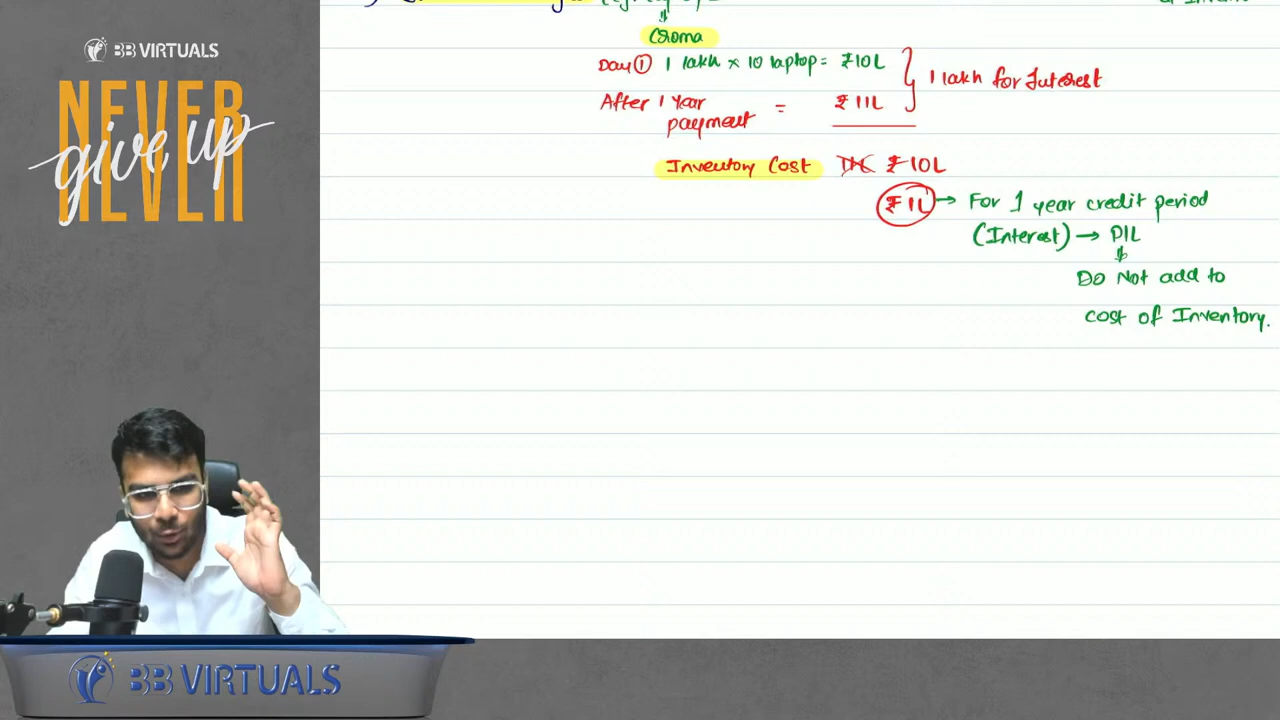 BB VIRTUALS
NEVER
give up
NEVER
Croma
Day ① 1 lakh × 10 laptop = ₹10L
1 lakh for Interest
After 1 Year payment = ₹11L
Inventory Cost ₹10L
₹1L → For 1 year credit period
(Interest) → P/L
Do Not add to
cost of Inventory.
BB VIRTUALS